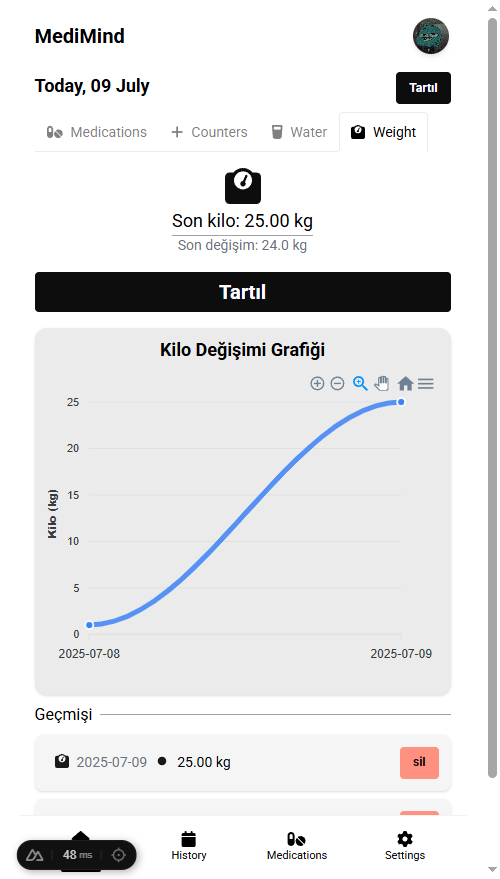 MediMind
Today, 09 July
Tartıl
Medications Counters Water Weight
Son kilo: 25.00 kg
Son değişim: 24.0 kg
Tartıl
Kilo Değişimi Grafiği
25
20
15
10
5
0
Kilo (kg)
2025-07-08 2025-07-09
Geçmişi
2025-07-09 ● 25.00 kg sil
48 ms
History Medications Settings